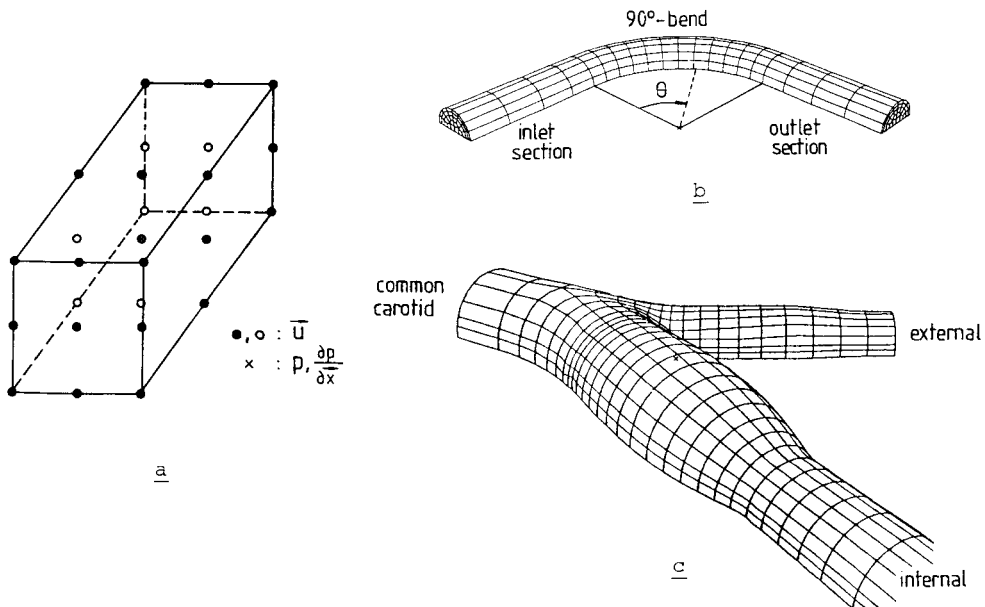 ●, ○ : u⃗
× : p, ∂p/∂x⃗
a
90°-bend
θ
inlet
section
outlet
section
b
common
carotid
external
internal
c